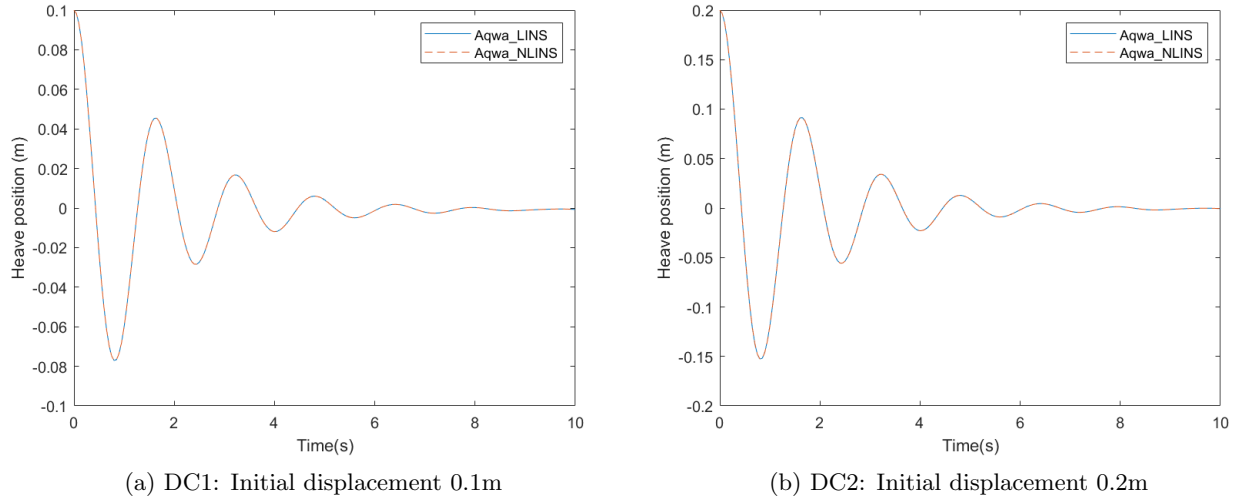 0.1
0.08
0.06
0.04
0.02
0
-0.02
-0.04
-0.06
-0.08
-0.1
Heave position (m)
Aqwa_LINS
Aqwa_NLINS
0 2 4 6 8 10
Time(s)
(a) DC1: Initial displacement 0.1m
0.2
0.15
0.1
0.05
0
-0.05
-0.1
-0.15
-0.2
Heave position (m)
Aqwa_LINS
Aqwa_NLINS
0 2 4 6 8 10
Time(s)
(b) DC2: Initial displacement 0.2m